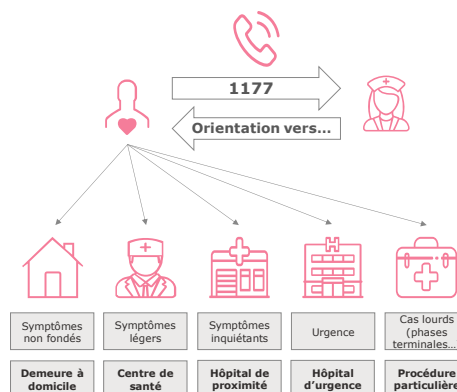 1177
Orientation vers...
Symptômes
non fondés
Symptômes
légers
Symptômes
inquiétants
Urgence
Cas lourds
(phases
terminales...
Demeure à
domicile
Centre de
santé
Hôpital de
proximité
Hôpital
d'urgence
Procédure
particulière